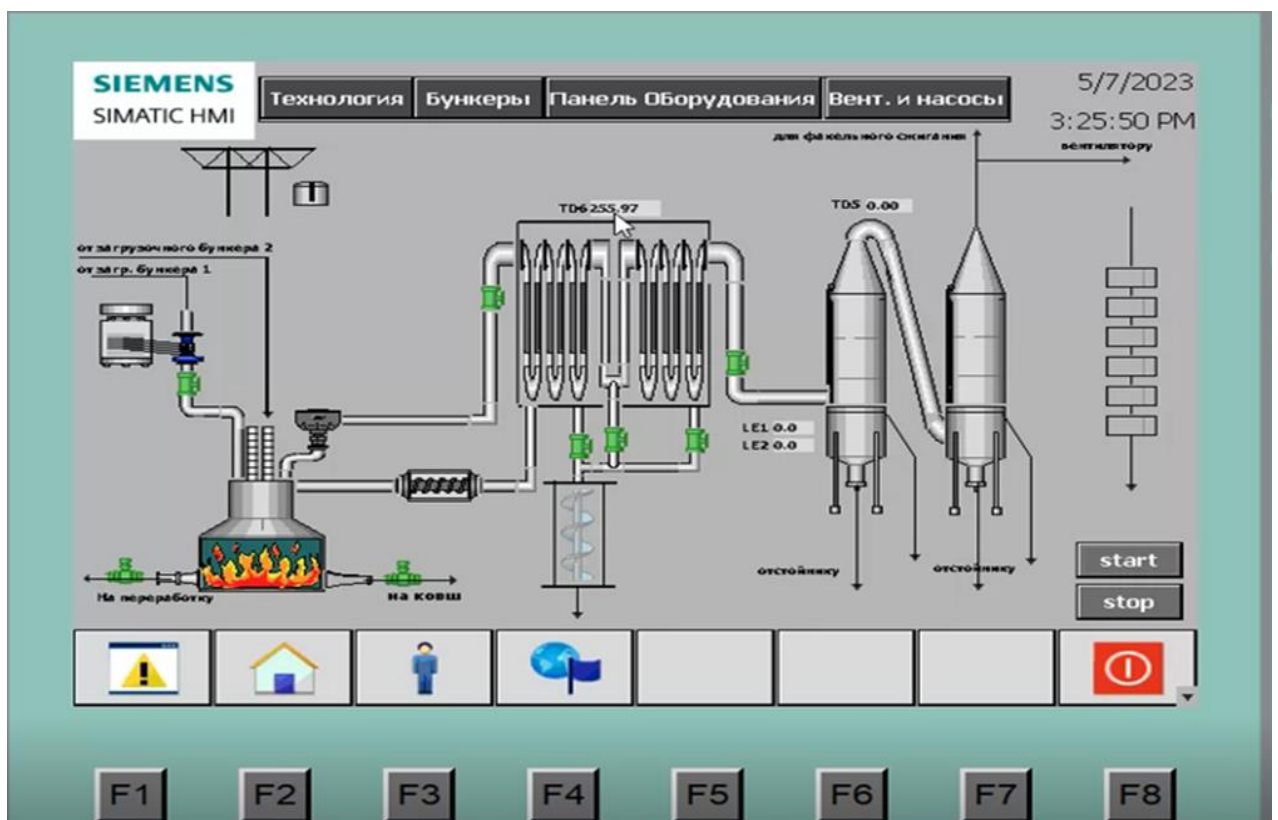 SIEMENS
SIMATIC HMI
Технология
Бункеры
Панель Оборудования
Вент. и насосы
5/7/2023
3:25:50 PM
для факельного сжигания
вентилятору
TD6 255.97
TD5 0.00
от загрузочного бункера 2
от загр. бункера 1
LE1 0.0
LE2 0.0
На переработку
на ковш
отстойнику
отстойнику
start
stop
F1
F2
F3
F4
F5
F6
F7
F8